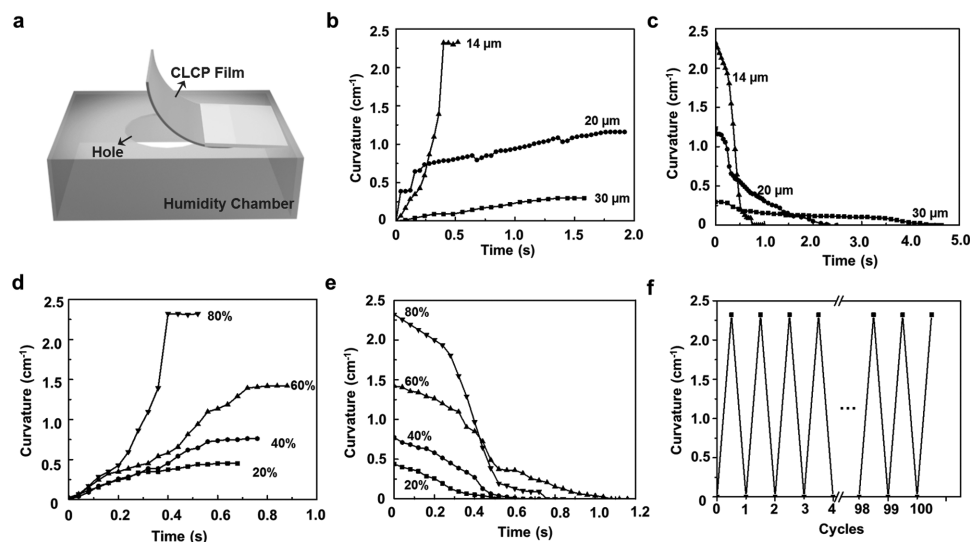 a
CLCP Film
Hole
Humidity Chamber
b
Curvature (cm⁻¹)
2.5
2.0
1.5
1.0
0.5
0
14 µm
20 µm
30 µm
0 0.5 1.0 1.5 2.0
Time (s)
c
Curvature (cm⁻¹)
2.5
2.0
1.5
1.0
0.5
0
14 µm
20 µm
30 µm
0 1.0 2.0 3.0 4.0 5.0
Time (s)
d
Curvature (cm⁻¹)
2.5
2.0
1.5
1.0
0.5
0
80%
60%
40%
20%
0 0.2 0.4 0.6 0.8 1.0
Time (s)
e
Curvature (cm⁻¹)
2.5
2.0
1.5
1.0
0.5
0
80%
60%
40%
20%
0 0.2 0.4 0.6 0.8 1.0 1.2
Time (s)
f
Curvature (cm⁻¹)
2.5
2.0
1.5
1.0
0.5
0
...
0 1 2 3 4 98 99 100
Cycles